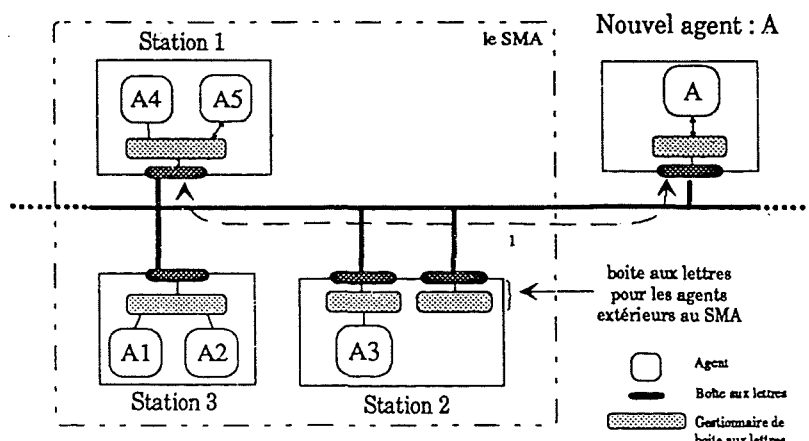 Station 1
le SMA
Nouvel agent : A
A4
A5
A
1
A1
A2
A3
Station 3
Station 2
boite aux lettres
pour les agents
extérieurs au SMA
Agent
Boîte aux lettres
Gestionnaire de
boite aux lettres